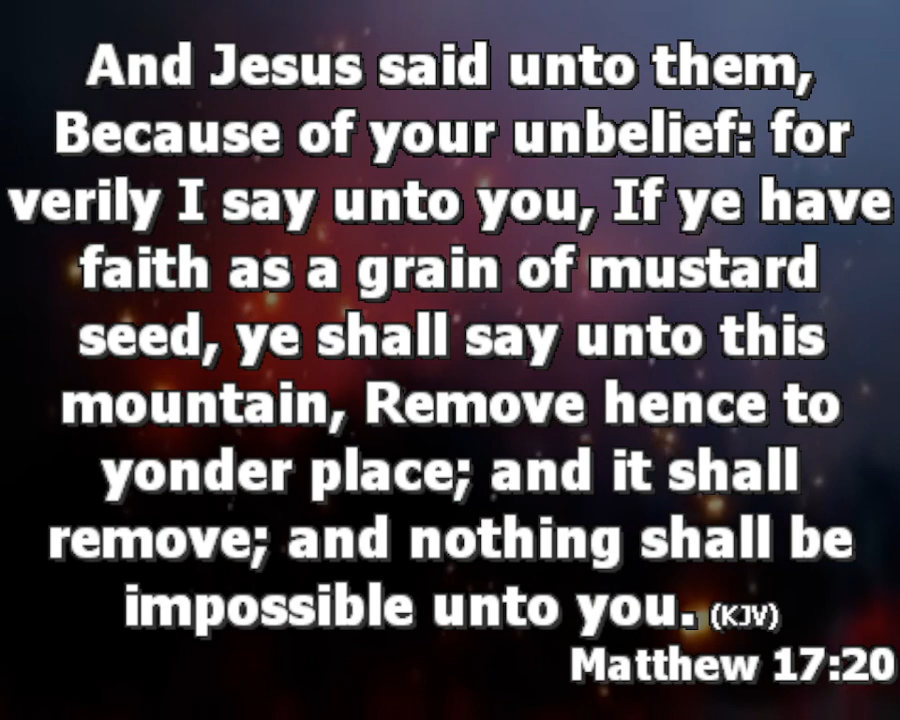 And Jesus said unto them,
Because of your unbelief: for
verily I say unto you, If ye have
faith as a grain of mustard
seed, ye shall say unto this
mountain, Remove hence to
yonder place; and it shall
remove; and nothing shall be
impossible unto you. (KJV)
Matthew 17:20